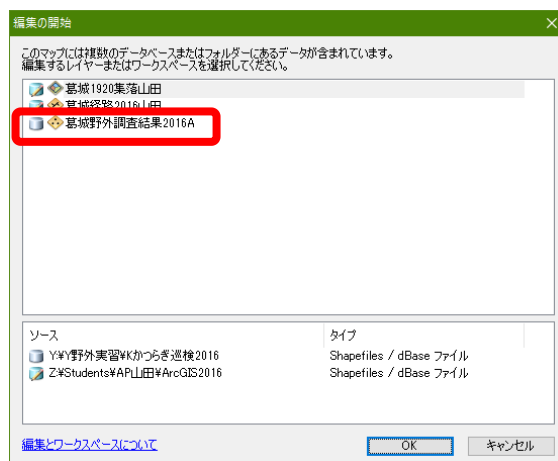 編集の開始
このマップには複数のデータベースまたはフォルダーにあるデータが含まれています。
編集するレイヤーまたはワークスペースを選択してください。
葛城1920集落山田
葛城経路2016山田
葛城野外調査結果2016A
ソース タイプ
Y:¥Y野外実習¥Kかつらぎ巡検2016 Shapefiles / dBase ファイル
Z:¥Students¥AP山田¥ArcGIS2016 Shapefiles / dBase ファイル
編集とワークスペースについて OK キャンセル